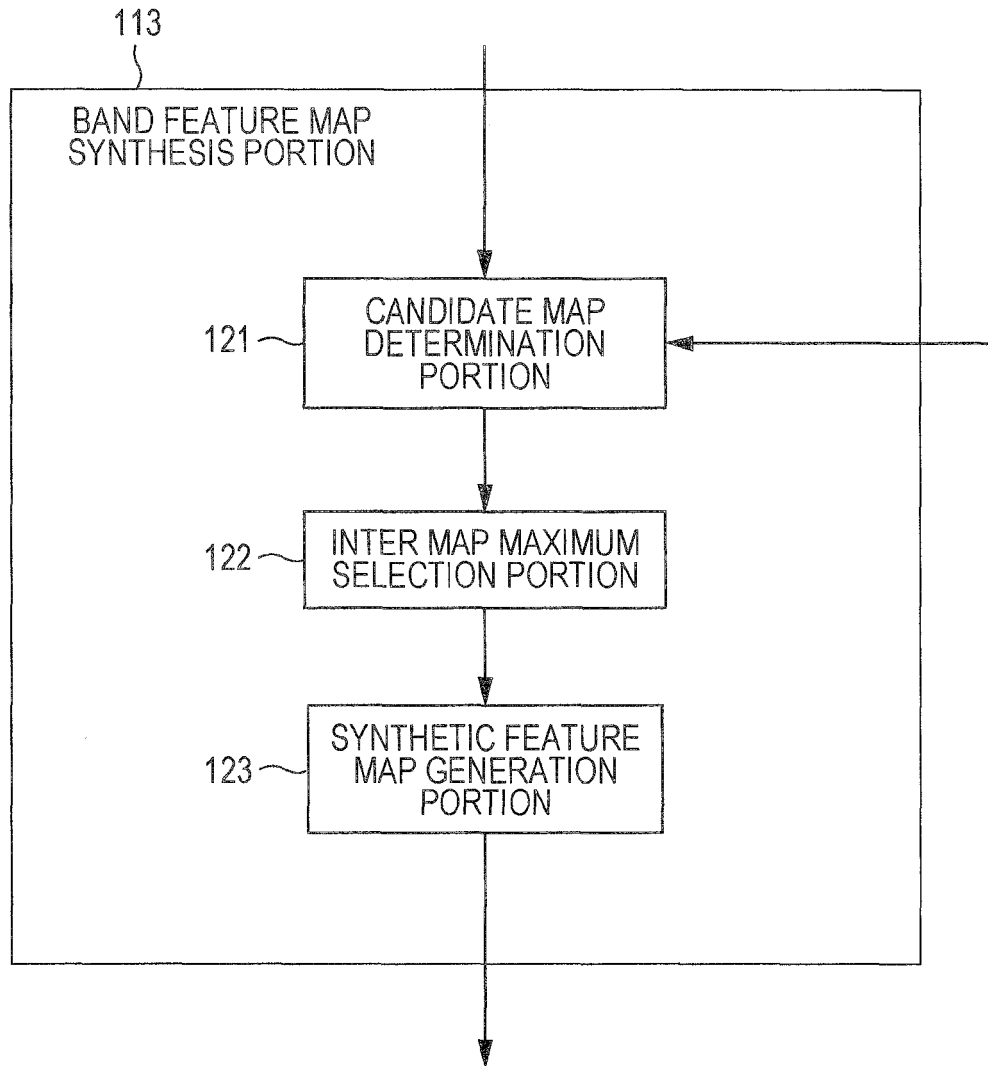 113
BAND FEATURE MAP
SYNTHESIS PORTION
121
CANDIDATE MAP
DETERMINATION
PORTION
122
INTER MAP MAXIMUM
SELECTION PORTION
123
SYNTHETIC FEATURE
MAP GENERATION
PORTION